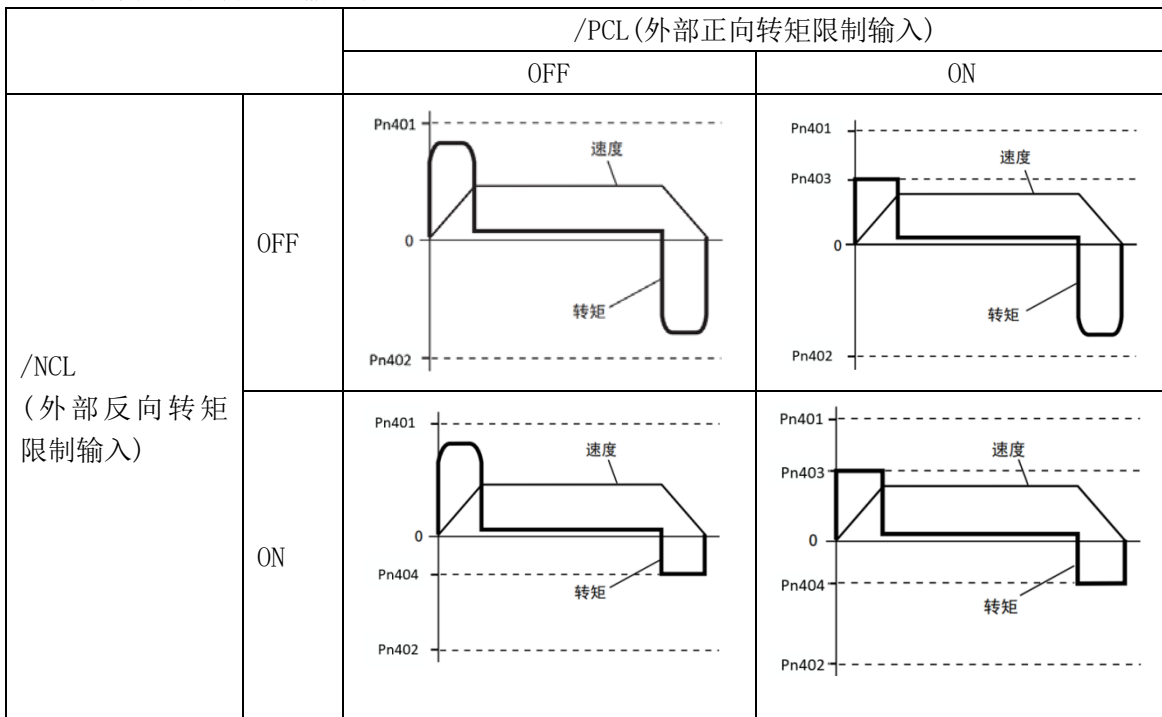 /PCL(外部正向转矩限制输入)
OFF
ON
/NCL
(外部反向转矩
限制输入)
OFF
Pn401
速度
0
转矩
Pn402
Pn401
速度
Pn403
0
转矩
Pn402
ON
Pn401
速度
0
Pn404
转矩
Pn402
Pn401
速度
Pn403
0
Pn404
转矩
Pn402